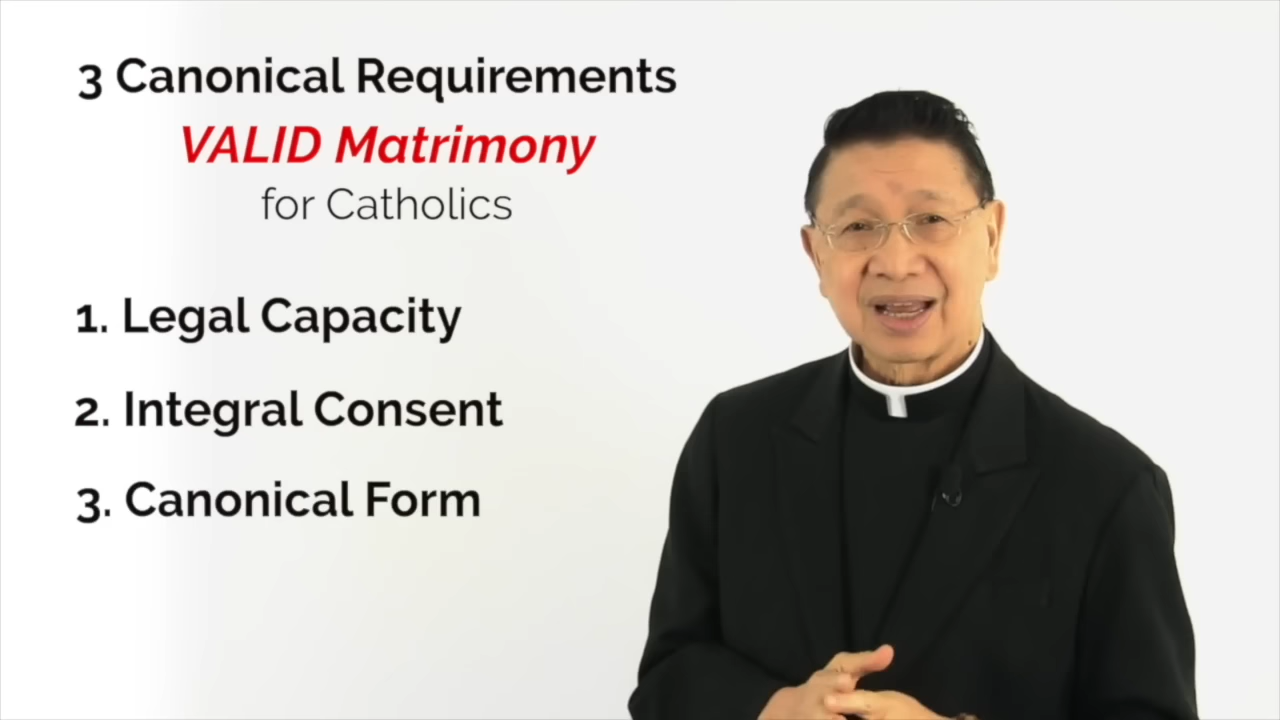 3 Canonical Requirements
VALID Matrimony
for Catholics
1. Legal Capacity
2. Integral Consent
3. Canonical Form